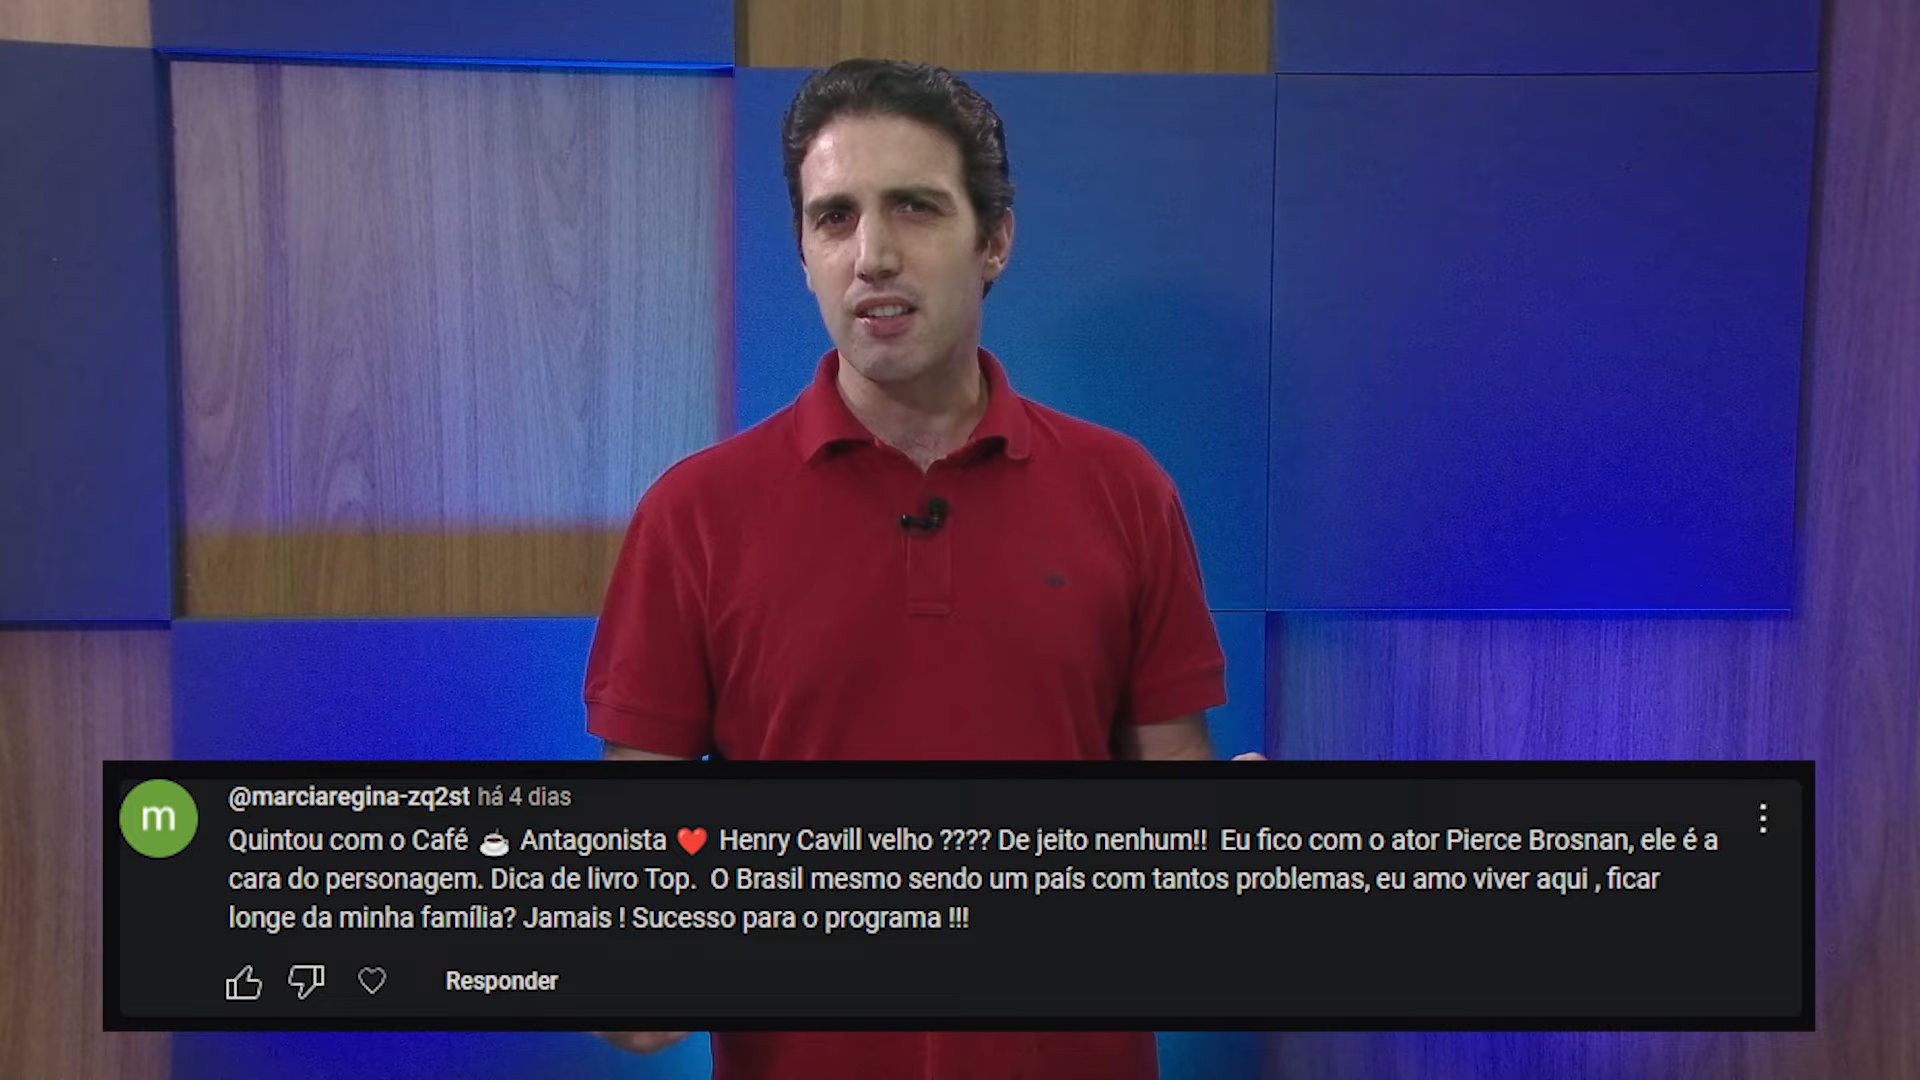 m
@marciaregina-zq2st há 4 dias
Quintou com o Café ☕ Antagonista ❤️ Henry Cavill velho ???? De jeito nenhum!! Eu fico com o ator Pierce Brosnan, ele é a
cara do personagem. Dica de livro Top. O Brasil mesmo sendo um país com tantos problemas, eu amo viver aqui , ficar
longe da minha família? Jamais ! Sucesso para o programa !!!
Responder